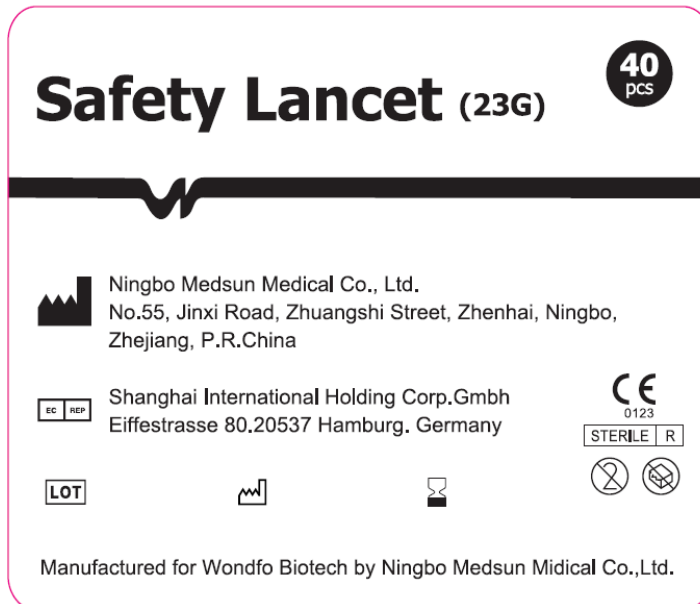 Safety Lancet (23G)
40
pcs
Ningbo Medsun Medical Co., Ltd.
No.55, Jinxi Road, Zhuangshi Street, Zhenhai, Ningbo,
Zhejiang, P.R.China
EC REP
Shanghai International Holding Corp.Gmbh
Eiffestrasse 80.20537 Hamburg. Germany
CE
0123
STERILE R
2
LOT
Manufactured for Wondfo Biotech by Ningbo Medsun Midical Co.,Ltd.